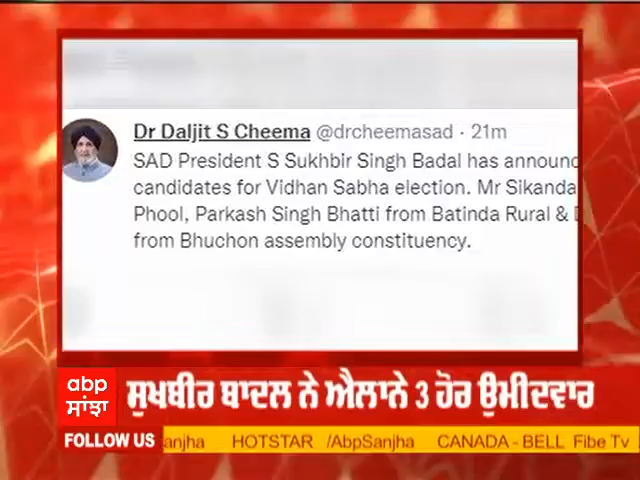 Dr Daljit S Cheema @drcheemasad · 21m
SAD President S Sukhbir Singh Badal has announc
candidates for Vidhan Sabha election. Mr Sikanda
Phool, Parkash Singh Bhatti from Batinda Rural &
from Bhuchon assembly constituency.
abp
ਸਾਂਝਾ
ਸੁਖਬੀਰ ਬਾਦਲ ਨੇ ਐਲਾਨੇ 3 ਹੋਰ ਉਮੀਦਵਾਰ
FOLLOW US anjha HOTSTAR /AbpSanjha CANADA - BELL Fibe Tv